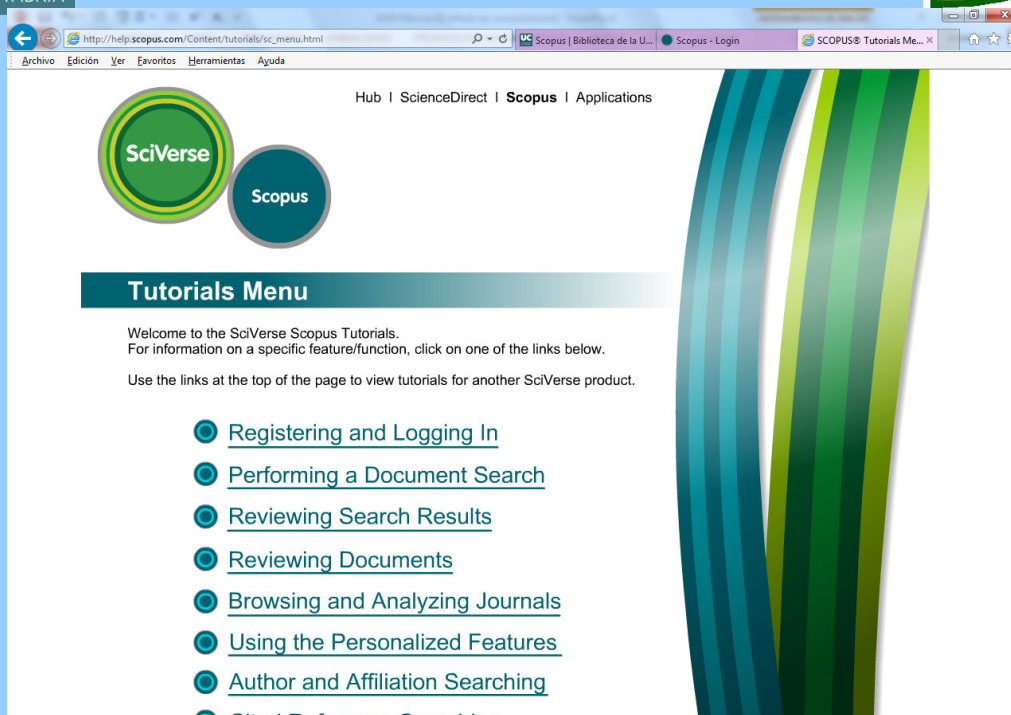 http://help.scopus.com/Content/tutorials/sc_menu.html
UC Scopus | Biblioteca de la U...
Scopus - Login
SCOPUS® Tutorials Me...
Archivo Edición Ver Favoritos Herramientas Ayuda
Hub | ScienceDirect | Scopus | Applications
SciVerse
Scopus
Tutorials Menu
Welcome to the SciVerse Scopus Tutorials.
For information on a specific feature/function, click on one of the links below.
Use the links at the top of the page to view tutorials for another SciVerse product.
Registering and Logging In
Performing a Document Search
Reviewing Search Results
Reviewing Documents
Browsing and Analyzing Journals
Using the Personalized Features
Author and Affiliation Searching